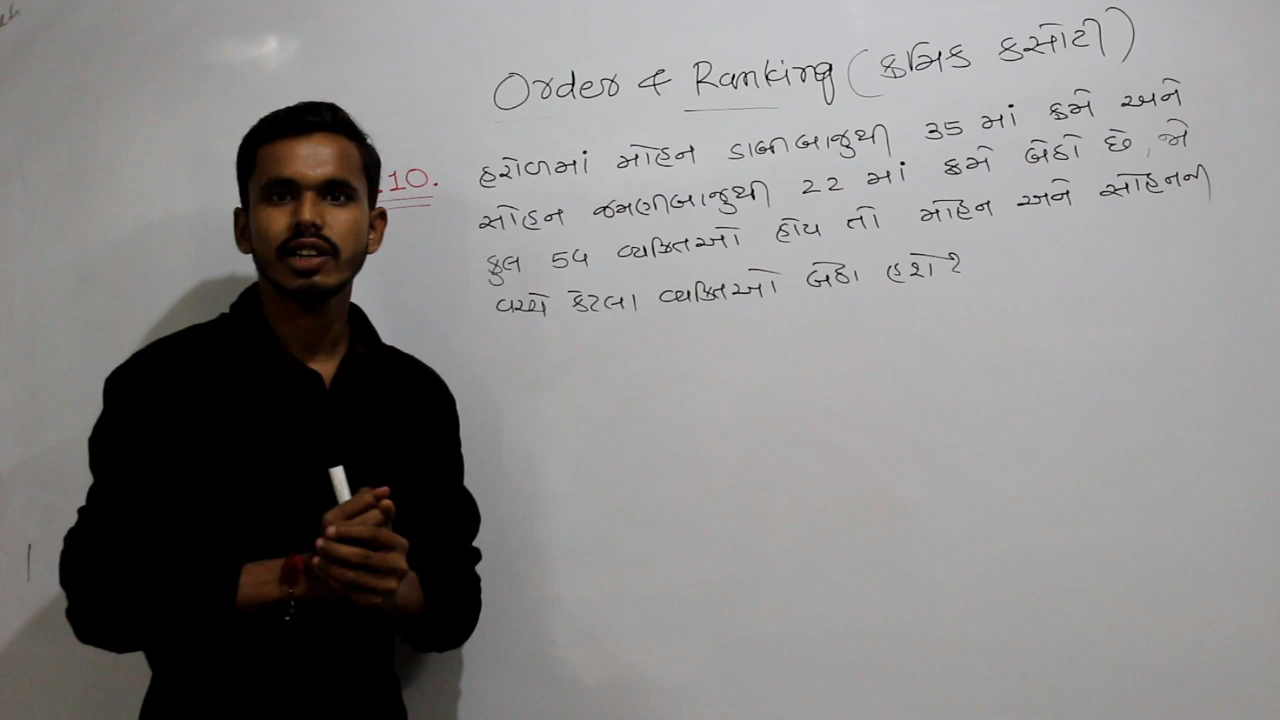 Order & Ranking (ક્રમિક કસોટી)
.10.
હરોળમાં મોહન ડાબીબાજુથી 35 માં ક્રમે અને
સોહન જમણીબાજુથી 22 માં ક્રમે બેઠો છે, જો
કુલ 54 વ્યક્તિઓ હોય તો મોહન અને સોહનની
વચ્ચે કેટલા વ્યક્તિઓ બેઠા હશે?